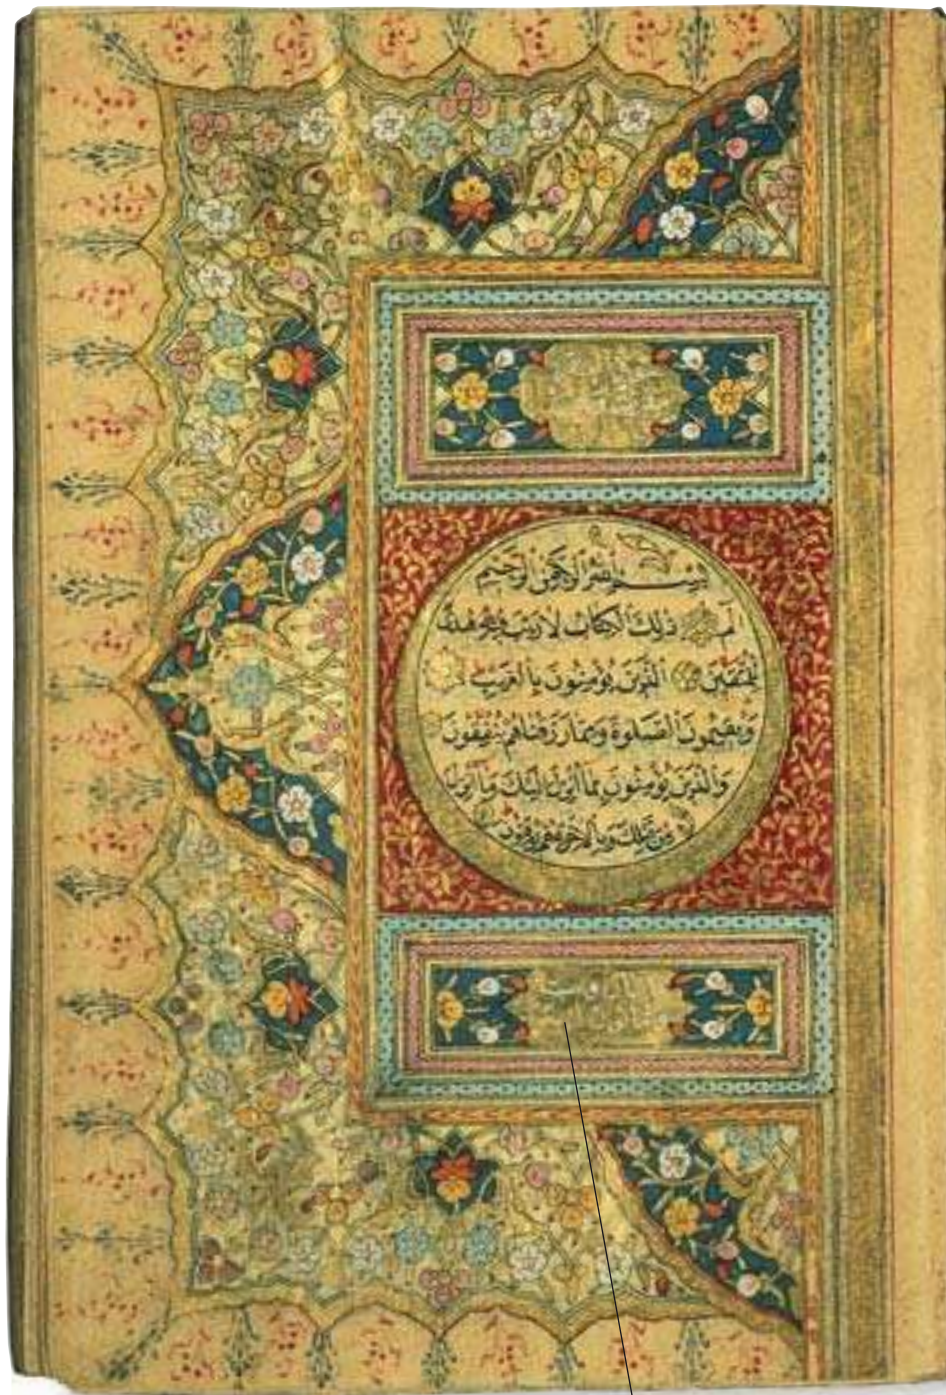 بسم الله الرحمن الرحيم
الم ذلك الكتاب لا ريب فيه هدى
للمتقين الذين يؤمنون بالغيب
ويقيمون الصلوة ومما رزقناهم ينفقون
والذين يؤمنون بما انزل اليك وما انزل
من قبلك وبالاخرة هم يوقنون